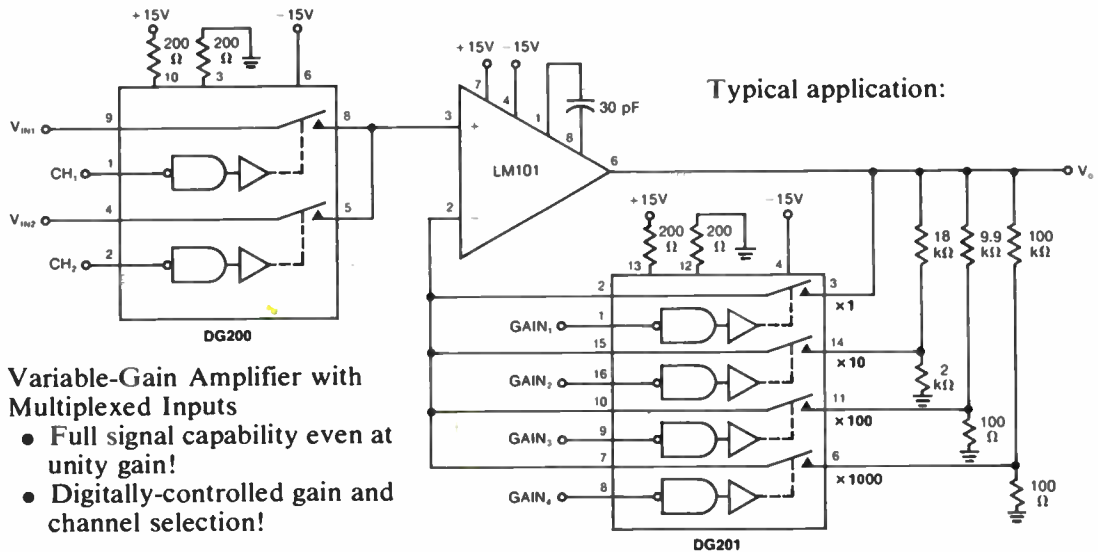 +15V
-15V
200
Ω
200
Ω
10
3
6
V_IN1
9
8
CH₁
1
V_IN2
4
5
CH₂
2
DG200
Typical application:
+15V
-15V
7
4
1
30 pF
8
3
+
LM101
6
2
-
V_o
+15V
-15V
200
Ω
200
Ω
13
12
4
18
kΩ
9.9
kΩ
100
kΩ
2
3
×1
GAIN₁
1
15
14
×10
GAIN₂
16
2
kΩ
10
11
×100
GAIN₃
9
100
Ω
7
6
×1000
GAIN₄
8
100
Ω
DG201
Variable-Gain Amplifier with
Multiplexed Inputs
• Full signal capability even at
unity gain!
• Digitally-controlled gain and
channel selection!